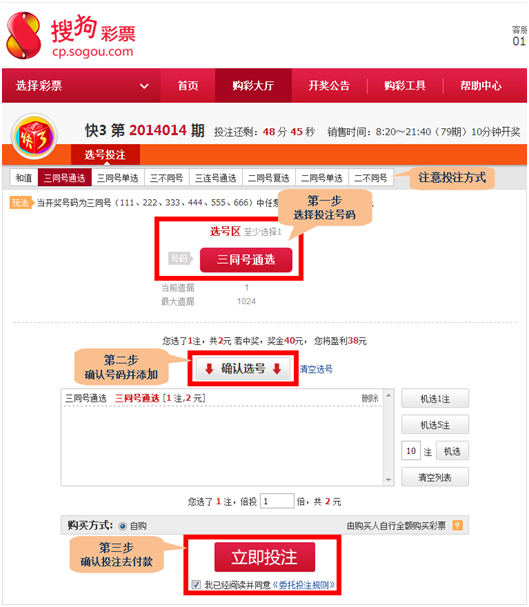 搜狗彩票
cp.sogou.com
客服
01
选择彩票 首页 购彩大厅 开奖公告 购彩工具 帮助中心
快3
快3 第 2014014 期 投注还剩：48 分 45 秒 销售时间：8:20～21:40（79期）10分钟开奖
选号投注
和值 三同号通选 三同号单选 三不同号 三连号通选 二同号复选 二同号单选 二不同号 注意投注方式
玩法 当开奖号码为三同号（111、222、333、444、555、666）中任意 元
第一步
选择投注号码
选号区 至少选择1
号码 三同号通选
当前遗漏 1
最大遗漏 1024
您选了1注，共2元 若中奖，奖金40元，您将盈利38元
第二步
确认号码并添加
确认选号 清空选号
三同号通选 三同号通选 [1 注,2 元] 删除
机选1注
机选5注
10 注 机选
清空列表
您选了 1 注，倍投 1 倍，共 2 元
购买方式： 自购 由购买人自行全额购买彩票 ?
第三步
确认投注去付款
立即投注
我已经阅读并同意《委托投注规则》